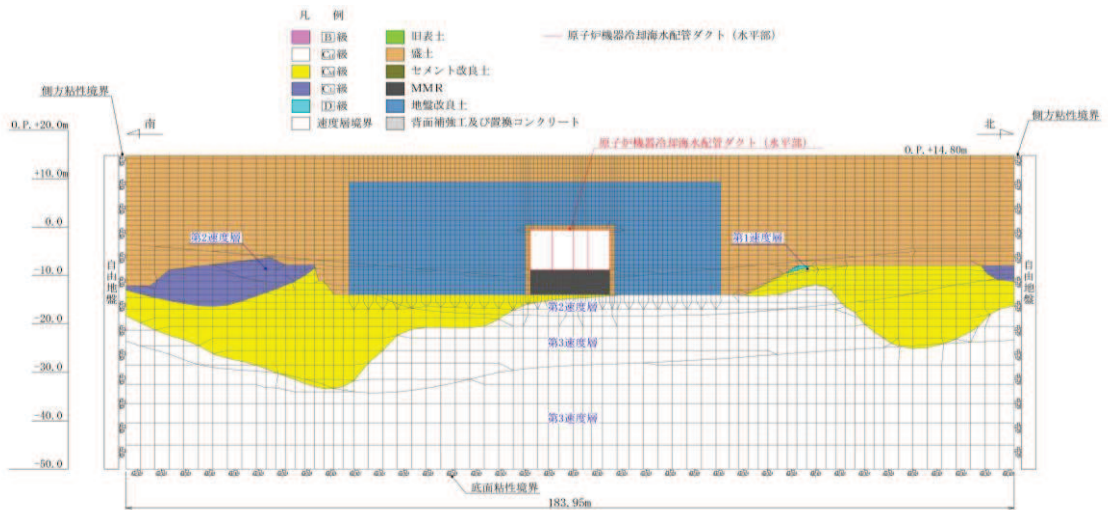 凡 例
B級
旧表土
原子炉機器冷却海水配管ダクト（水平部）
CH級
盛土
CM級
セメント改良土
CL級
MMR
D級
地盤改良土
速度層境界
背面補強工及び置換コンクリート
側方粘性境界
側方粘性境界
O.P.+20.0m
南
北
原子炉機器冷却海水配管ダクト（水平部）
O.P.+14.80m
+10.0m
0.0
第2速度層
第1速度層
-10.0
自由地盤
自由地盤
第2速度層
-20.0
第3速度層
-30.0
第3速度層
-40.0
-50.0
底面粘性境界
183.95m